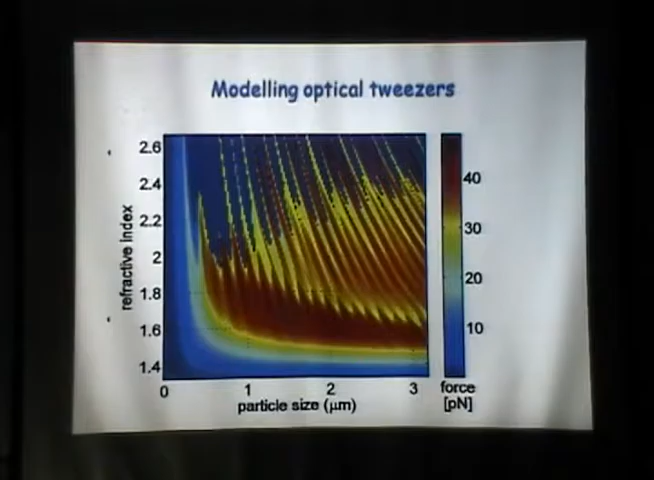 Modelling optical tweezers
2.6
2.4
2.2
2
1.8
1.6
1.4
refractive index
0 1 2 3
particle size (μm)
40
30
20
10
force
[pN]